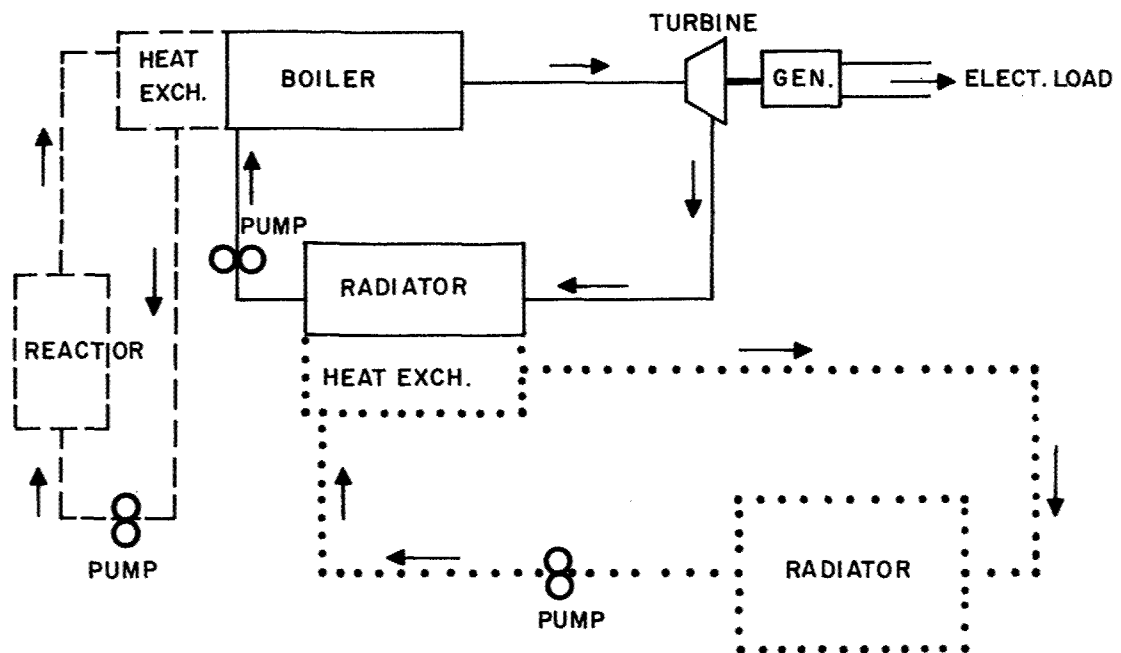 TURBINE
HEAT
EXCH.
BOILER
GEN.
ELECT. LOAD
PUMP
RADIATOR
REACTOR
HEAT EXCH.
PUMP
RADIATOR
PUMP